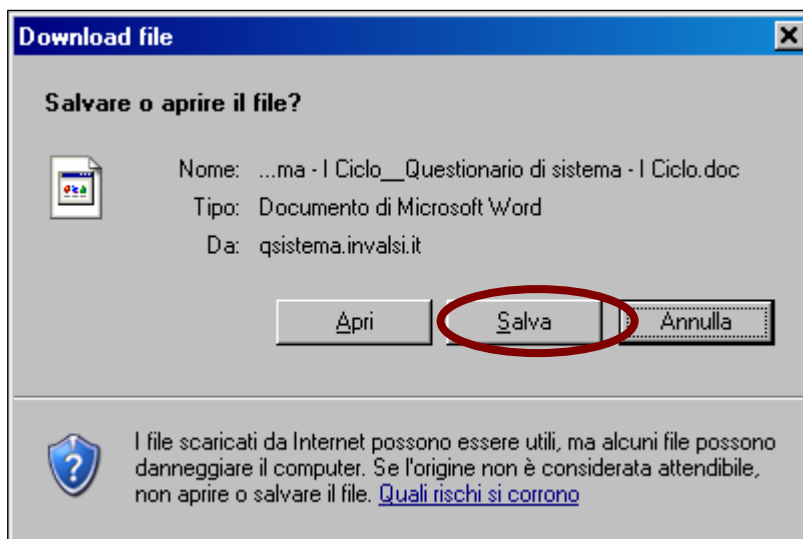 Download file
Salvare o aprire il file?
Nome: ...ma - I Ciclo__Questionario di sistema - I Ciclo.doc
Tipo: Documento di Microsoft Word
Da: qsistema.invalsi.it
Apri Salva Annulla
I file scaricati da Internet possono essere utili, ma alcuni file possono
danneggiare il computer. Se l'origine non è considerata attendibile,
non aprire o salvare il file. Quali rischi si corrono